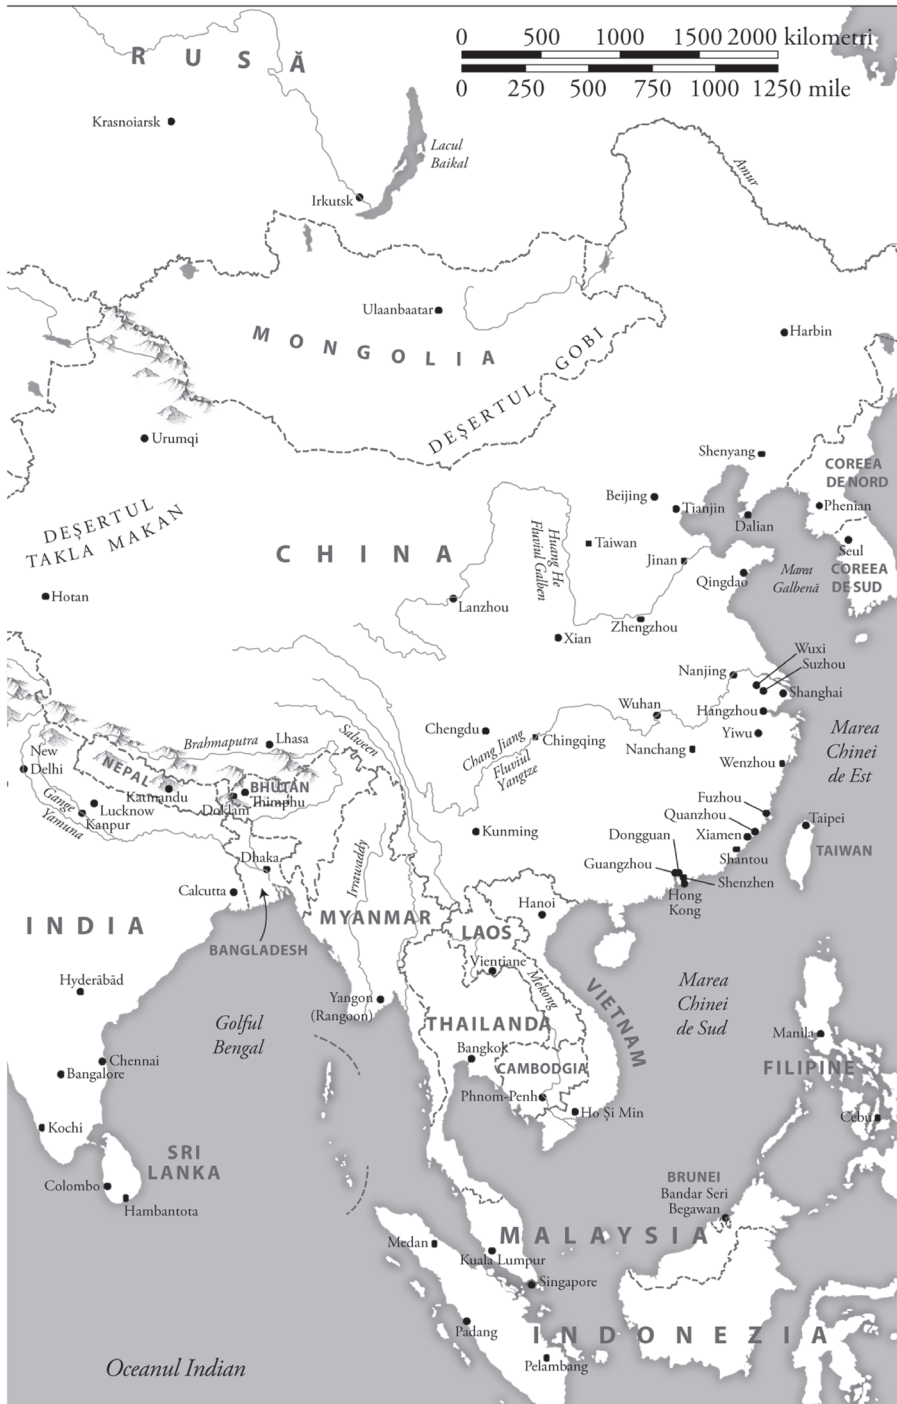 0 500 1000 1500 2000 kilometri
0 250 500 750 1000 1250 mile
RUSĂ
Krasnoiarsk
Lacul
Baikal
Amur
Irkutsk
Ulaanbaatar
MONGOLIA
Harbin
DEȘERTUL GOBI
Urumqi
Shenyang
COREEA
DE NORD
Beijing
Tianjin
Phenian
Dalian
DEȘERTUL
TAKLA MAKAN
CHINA
Huang He
Fluviul Galben
Taiwan
Jinan
Seul
COREEA
DE SUD
Marea
Galbenă
Qingdao
Hotan
Lanzhou
Zhengzhou
Xian
Wuxi
Suzhou
Nanjing
Shanghai
Wuhan
Hangzhou
Brahmaputra
Lhasa
Salween
Chengdu
Chang Jiang
Fluviul
Yangtze
Chingqing
Yiwu
Nanchang
Marea
Chinei
de Est
Wenzhou
New
Delhi
NEPAL
Katmandu
BHUTAN
Thimphu
Doklam
Gange
Yamuna
Lucknow
Kanpur
Fuzhou
Quanzhou
Taipei
Kunming
Dongguan
Xiamen
TAIWAN
Shantou
Guangzhou
Shenzhen
Hong
Kong
Dhaka
Irrawaddy
Calcutta
Hanoi
INDIA
BANGLADESH
MYANMAR
LAOS
Vientiane
Mekong
VIETNAM
Marea
Chinei
de Sud
Hyderābād
Yangon
(Rangoon)
Golful
Bengal
THAILANDA
Manila
Bangkok
CAMBODGIA
FILIPINE
Chennai
Bangalore
Phnom-Penh
Ho Și Min
Cebu
Kochi
SRI
LANKA
Colombo
Hambantota
BRUNEI
Bandar Seri
Begawan
MALAYSIA
Medan
Kuala Lumpur
Singapore
Padang
INDONEZIA
Pelambang
Oceanul Indian